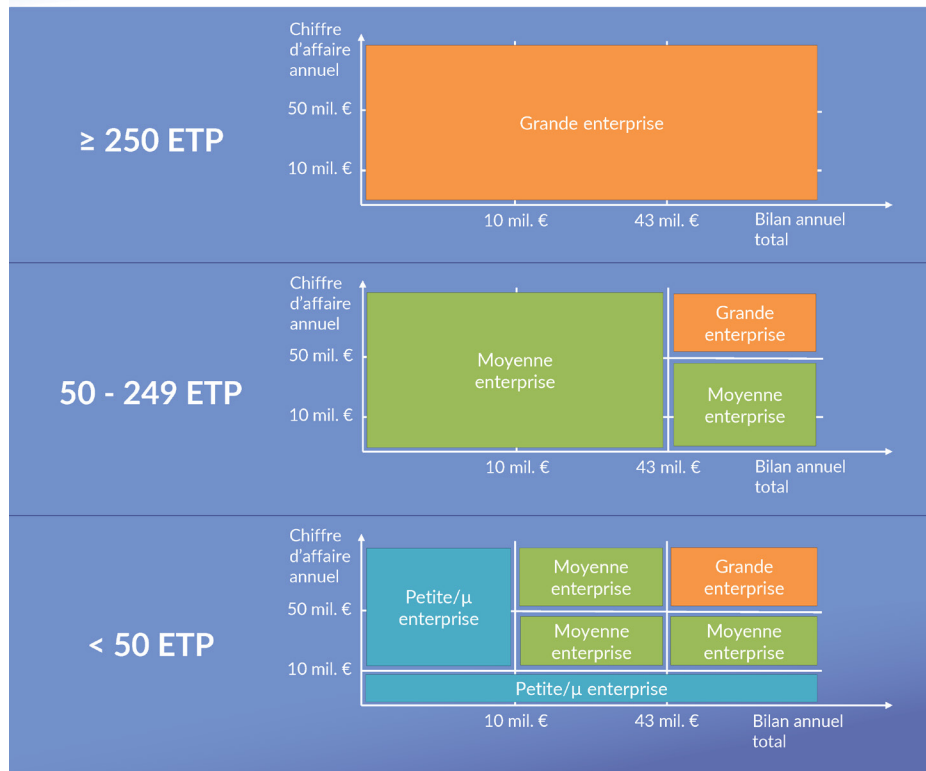 Chiffre
d'affaire
annuel
50 mil. €
10 mil. €
≥ 250 ETP
Grande enterprise
10 mil. €
43 mil. €
Bilan annuel
total
Chiffre
d'affaire
annuel
50 mil. €
10 mil. €
50 - 249 ETP
Moyenne
enterprise
Grande
enterprise
Moyenne
enterprise
10 mil. €
43 mil. €
Bilan annuel
total
Chiffre
d'affaire
annuel
50 mil. €
10 mil. €
< 50 ETP
Petite/μ
enterprise
Moyenne
enterprise
Grande
enterprise
Moyenne
enterprise
Moyenne
enterprise
Petite/μ enterprise
10 mil. €
43 mil. €
Bilan annuel
total